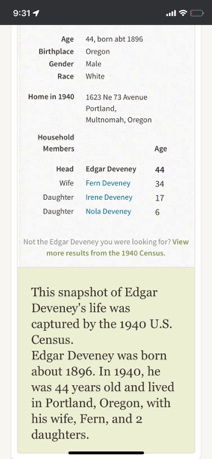 9:31
Age 44, born abt 1896
Birthplace Oregon
Gender Male
Race White
Home in 1940 1623 Ne 73 Avenue
Portland,
Multnomah, Oregon
Household
Members Age
Head Edgar Deveney 44
Wife Fern Deveney 34
Daughter Irene Deveney 17
Daughter Nola Deveney 6
Not the Edgar Deveney you were looking for? View
more results from the 1940 Census.
This snapshot of Edgar
Deveney's life was
captured by the 1940 U.S.
Census.
Edgar Deveney was born
about 1896. In 1940, he
was 44 years old and lived
in Portland, Oregon, with
his wife, Fern, and 2
daughters.